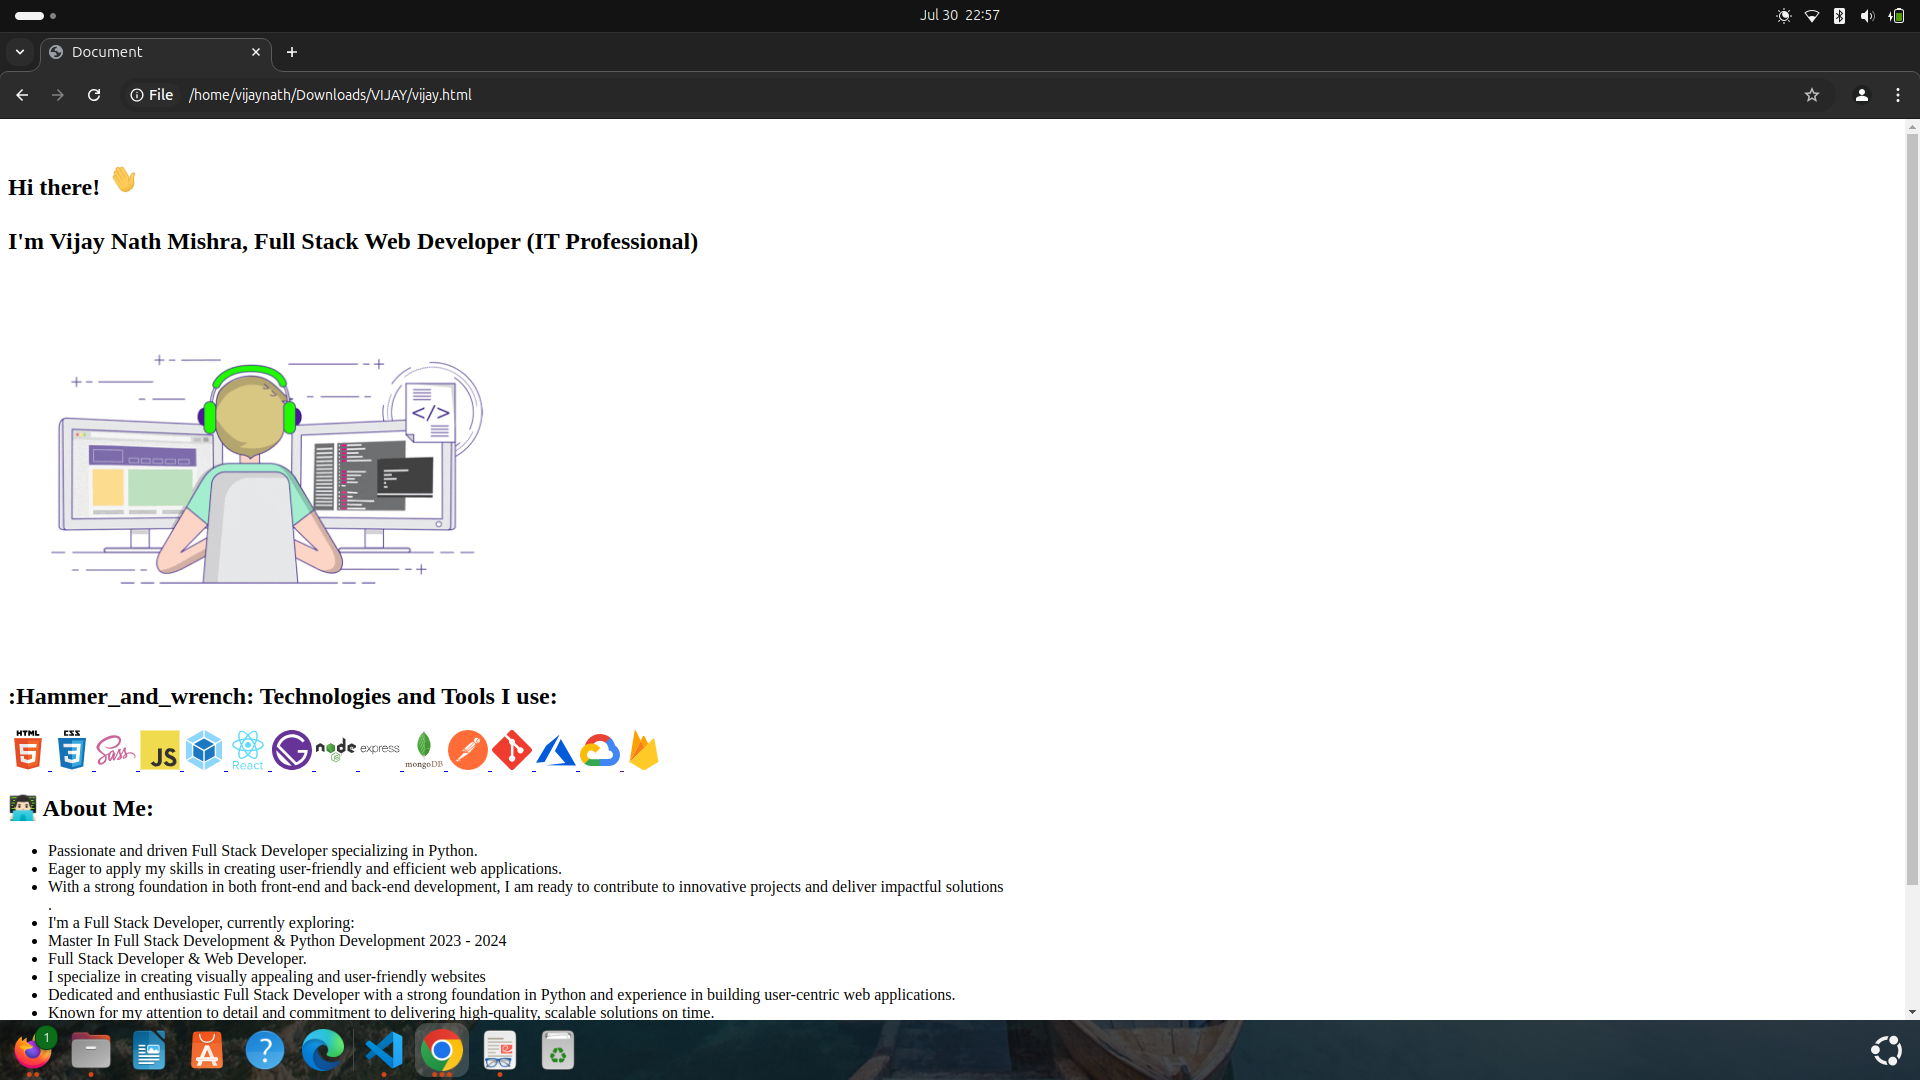 Jul 30 22:57
Document
File /home/vijaynath/Downloads/VIJAY/vijay.html
Hi there!
I'm Vijay Nath Mishra, Full Stack Web Developer (IT Professional)
</>
:Hammer_and_wrench: Technologies and Tools I use:
HTML 5 CSS 3 Sass JS React node JS express mongoDB
About Me:
Passionate and driven Full Stack Developer specializing in Python.
Eager to apply my skills in creating user-friendly and efficient web applications.
With a strong foundation in both front-end and back-end development, I am ready to contribute to innovative projects and deliver impactful solutions
.
I'm a Full Stack Developer, currently exploring:
Master In Full Stack Development & Python Development 2023 - 2024
Full Stack Developer & Web Developer.
I specialize in creating visually appealing and user-friendly websites
Dedicated and enthusiastic Full Stack Developer with a strong foundation in Python and experience in building user-centric web applications.
Known for my attention to detail and commitment to delivering high-quality, scalable solutions on time.
1